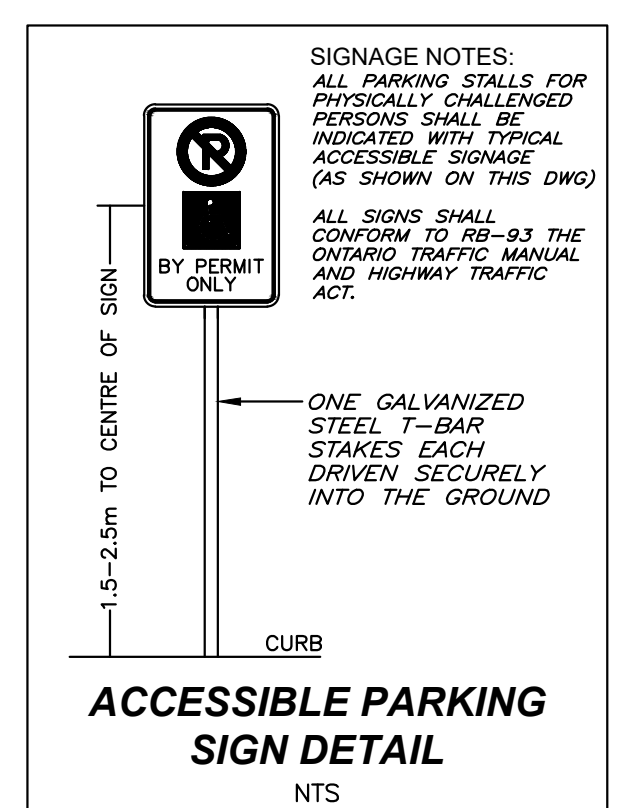 SIGNAGE NOTES:
ALL PARKING STALLS FOR
PHYSICALLY CHALLENGED
PERSONS SHALL BE
INDICATED WITH TYPICAL
ACCESSIBLE SIGNAGE
(AS SHOWN ON THIS DWG)
ALL SIGNS SHALL
CONFORM TO RB-93 THE
ONTARIO TRAFFIC MANUAL
AND HIGHWAY TRAFFIC
ACT.
P
BY PERMIT
ONLY
1.5-2.5m TO CENTRE OF SIGN
ONE GALVANIZED
STEEL T-BAR
STAKES EACH
DRIVEN SECURELY
INTO THE GROUND
CURB
ACCESSIBLE PARKING
SIGN DETAIL
NTS